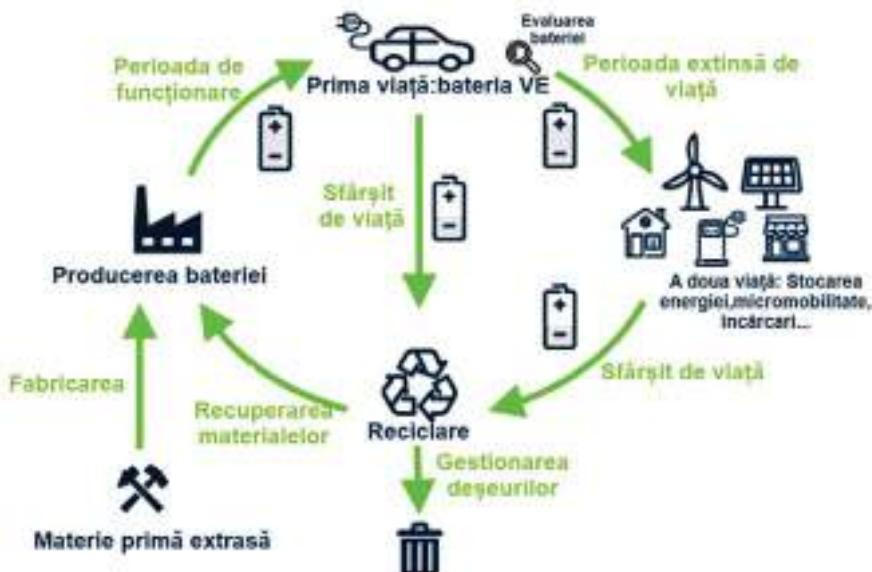 Evaluarea
bateriei
Perioada de
funcționare
Prima viață:bateria VE
Perioada extinsă de
viață
Sfârșit
de viață
Producerea bateriei
A doua viață: Stocarea
energiei,micromobilitate,
încărcari...
Fabricarea
Sfârșit de viață
Recuperarea
materialelor
Reciclare
Gestionarea
deșeurilor
Materie primă extrasă